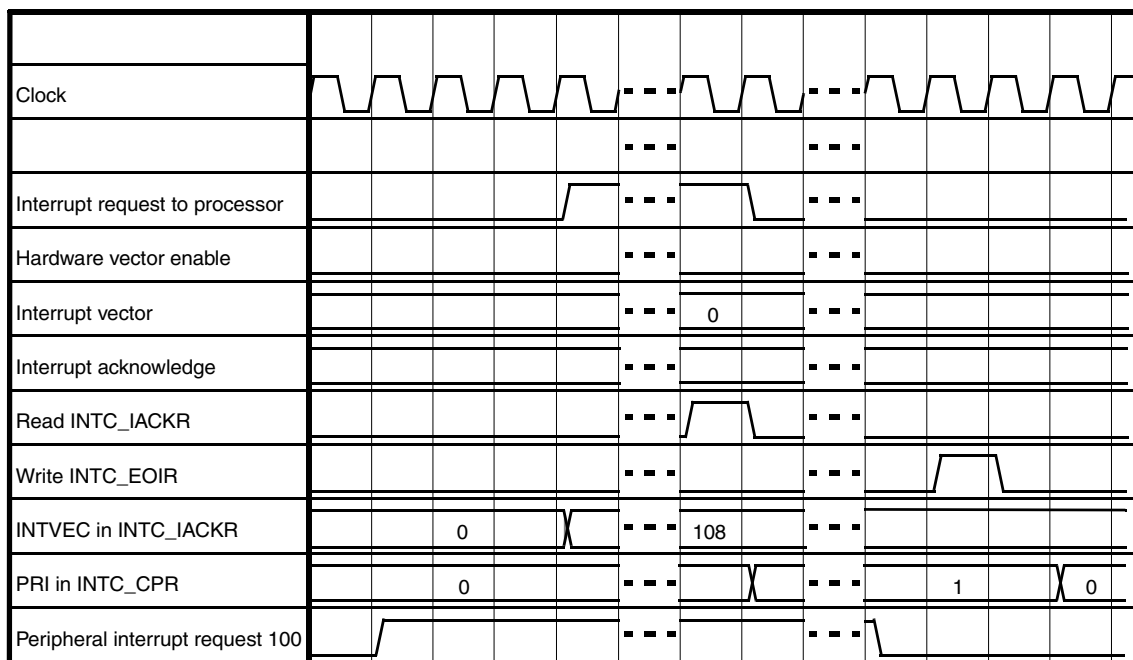 Clock
Interrupt request to processor
Hardware vector enable
Interrupt vector
0
Interrupt acknowledge
Read INTC_IACKR
Write INTC_EOIR
INTVEC in INTC_IACKR
0
108
PRI in INTC_CPR
0
1
0
Peripheral interrupt request 100